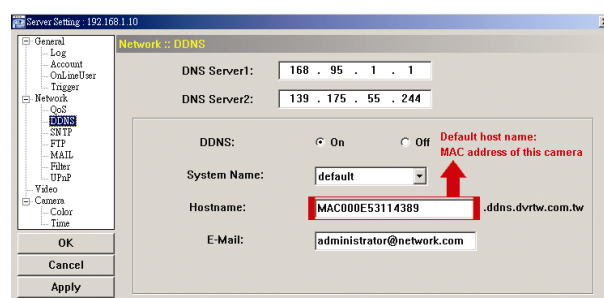 Server Setting : 192.168.1.10
General
Log
Account
OnLineUser
Trigger
Network
QoS
DDNS
SNTP
FTP
MAIL
Filter
UPnP
Video
Camera
Color
Time
OK
Cancel
Apply
Network :: DDNS
DNS Server1: 168 . 95 . 1 . 1
DNS Server2: 139 . 175 . 55 . 244
DDNS: On Off
Default host name:
MAC address of this camera
System Name: default
Hostname: MAC000E53114389 .ddns.dvrtw.com.tw
E-Mail: administrator@network.com